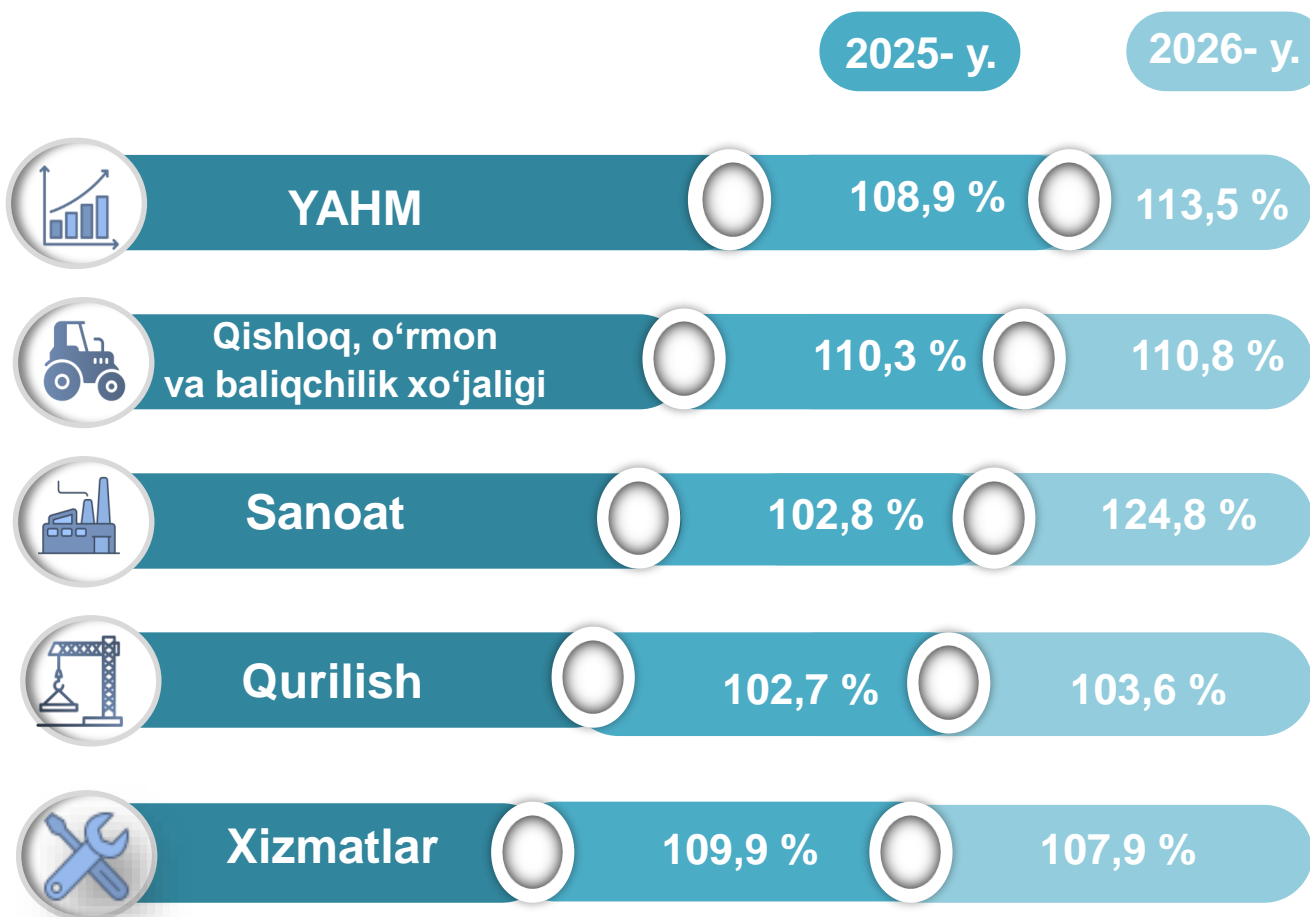 2025- y.
2026- y.
YAHM
108,9 %
113,5 %
Qishloq, o‘rmon
va baliqchilik xo‘jaligi
110,3 %
110,8 %
Sanoat
102,8 %
124,8 %
Qurilish
102,7 %
103,6 %
Xizmatlar
109,9 %
107,9 %